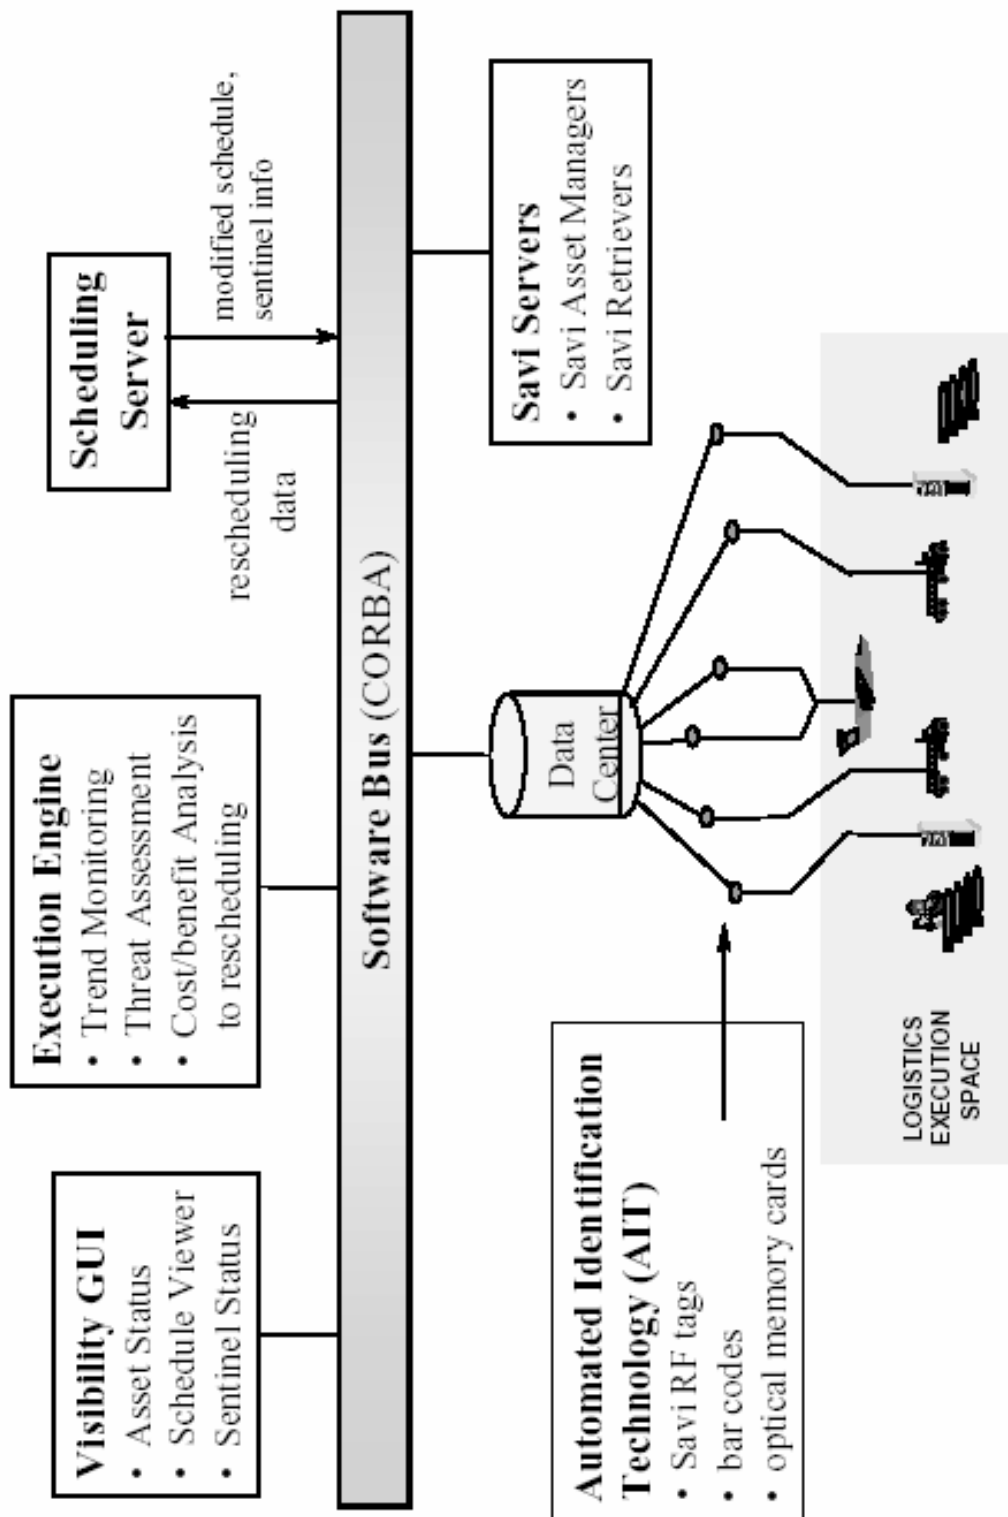 Visibility GUI
• Asset Status
• Schedule Viewer
• Sentinel Status
Execution Engine
• Trend Monitoring
• Threat Assessment
• Cost/benefit Analysis
to rescheduling
Scheduling
Server
rescheduling
data
modified schedule,
sentinel info
Software Bus (CORBA)
Automated Identification
Technology (AIT)
• Savi RF tags
• bar codes
• optical memory cards
Data
Center
Savi Servers
• Savi Asset Managers
• Savi Retrievers
LOGISTICS
EXECUTION
SPACE